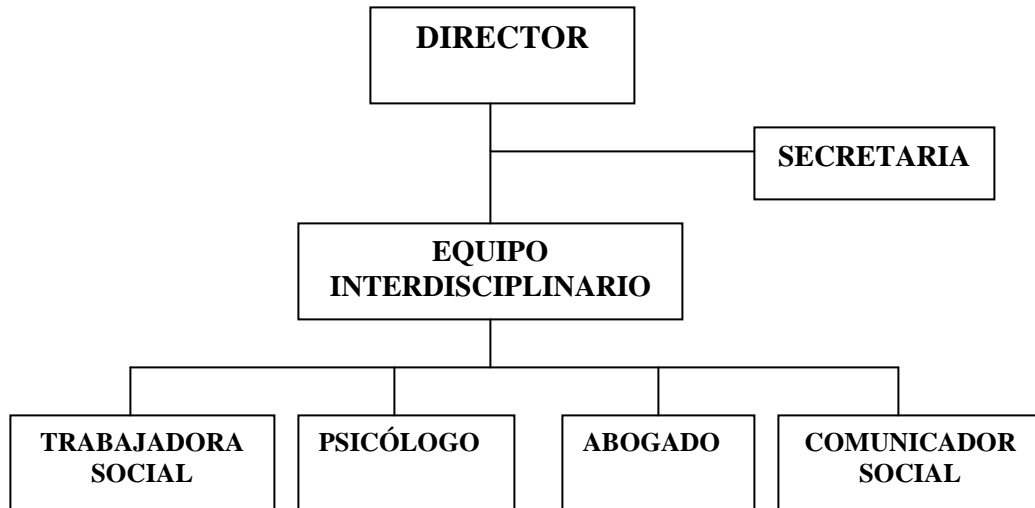 DIRECTOR
SECRETARIA
EQUIPO
INTERDISCIPLINARIO
TRABAJADORA
SOCIAL
PSICÓLOGO
ABOGADO
COMUNICADOR
SOCIAL